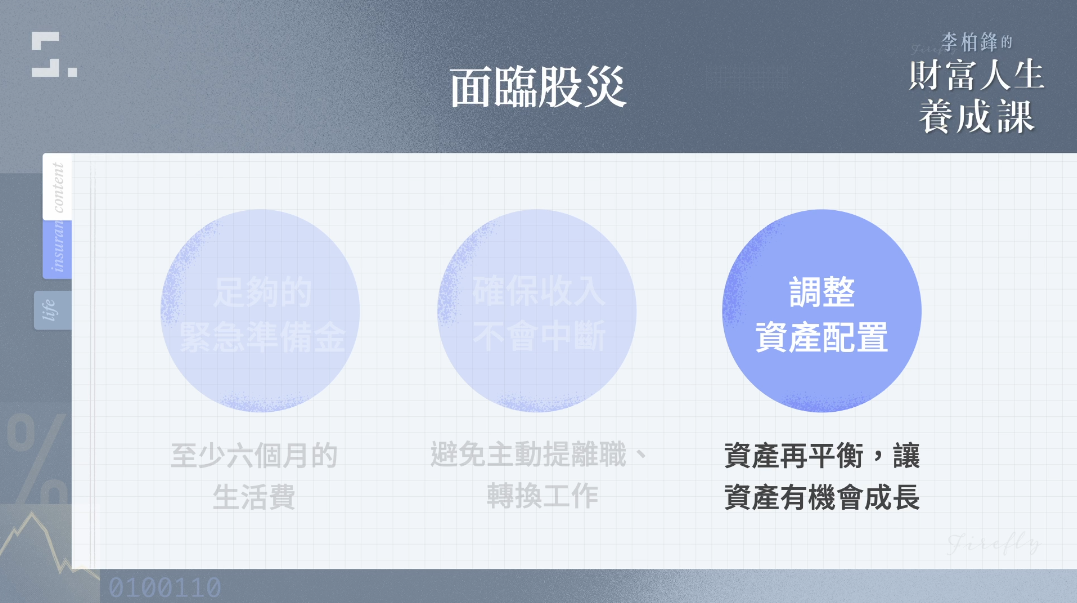 李柏鋒的
財富人生
養成課
面臨股災
content
insuran
life
足夠的
緊急準備金
確保收入
不會中斷
調整
資產配置
至少六個月的
生活費
避免主動提離職、
轉換工作
資產再平衡，讓
資產有機會成長
%
%
Firefly
0100110